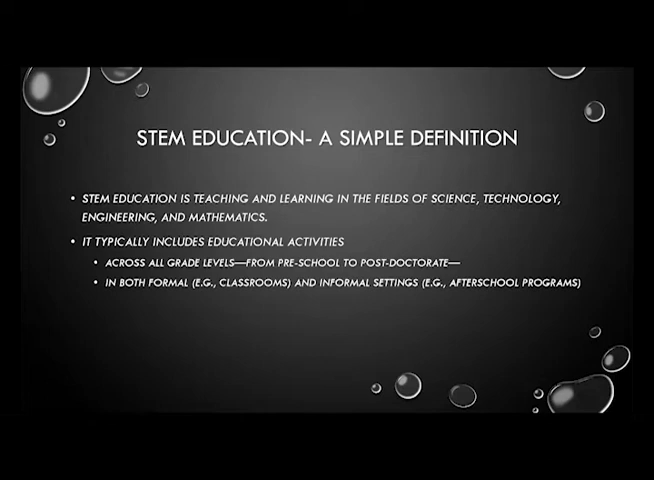 STEM EDUCATION- A SIMPLE DEFINITION
• STEM EDUCATION IS TEACHING AND LEARNING IN THE FIELDS OF SCIENCE, TECHNOLOGY,
ENGINEERING, AND MATHEMATICS.
• IT TYPICALLY INCLUDES EDUCATIONAL ACTIVITIES
• ACROSS ALL GRADE LEVELS—FROM PRE-SCHOOL TO POST-DOCTORATE—
• IN BOTH FORMAL (E.G., CLASSROOMS) AND INFORMAL SETTINGS (E.G., AFTERSCHOOL PROGRAMS)